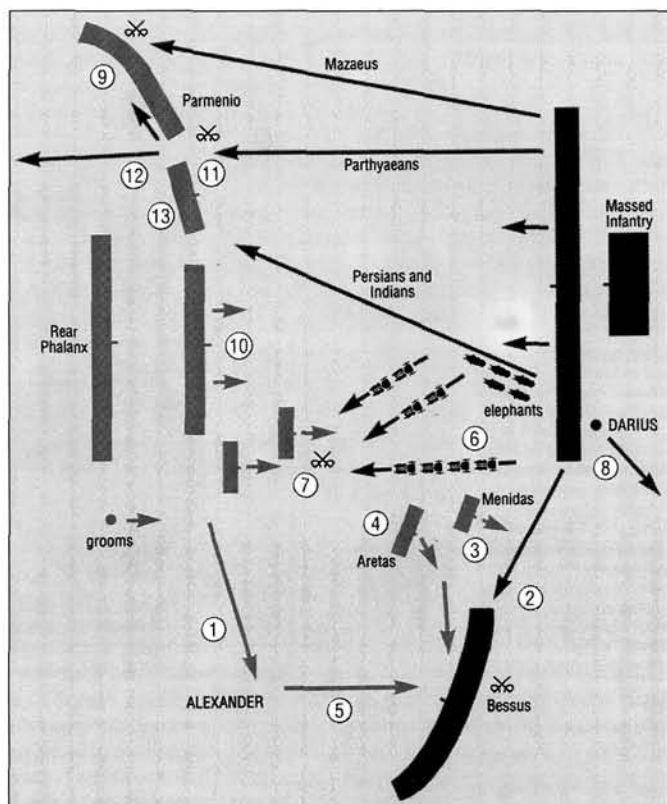 Mazaeus
⑨
Parmenio
Parthyaeans
⑫
⑪
⑬
Massed
Infantry
Persians and
Indians
Rear
Phalanx
⑩
elephants
DARIUS
⑥
⑧
⑦
Menidas
④
grooms
③
Aretas
①
②
ALEXANDER
⑤
Bessus